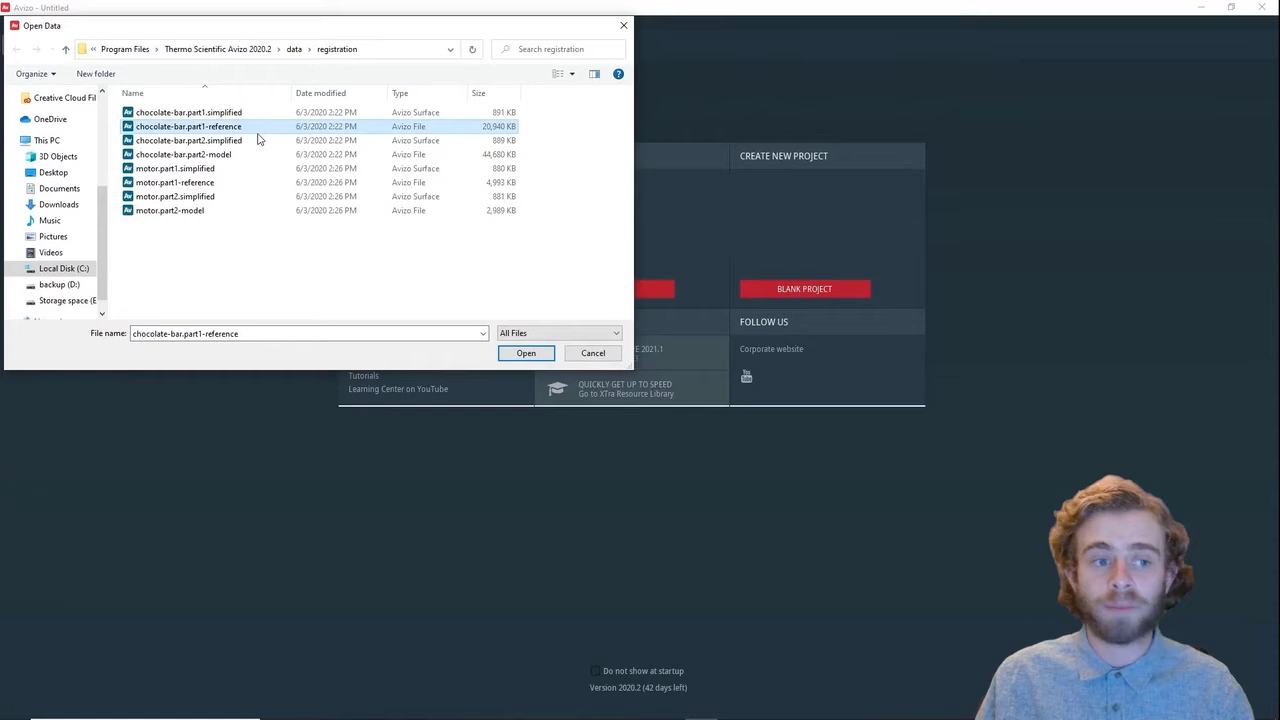 Avizo - Untitled
Open Data
« Program Files > Thermo Scientific Avizo 2020.2 > data > registration
Search registration
Organize
New folder
Name Date modified Type Size
Creative Cloud Fil
OneDrive
This PC
3D Objects
Desktop
Documents
Downloads
Music
Pictures
Videos
Local Disk (C:)
backup (D:)
Storage space (E
chocolate-bar.part1.simplified 6/3/2020 2:22 PM Avizo Surface 891 KB
chocolate-bar.part1-reference 6/3/2020 2:22 PM Avizo File 20,940 KB
chocolate-bar.part2.simplified 6/3/2020 2:22 PM Avizo Surface 889 KB
chocolate-bar.part2-model 6/3/2020 2:22 PM Avizo File 44,680 KB
motor.part1.simplified 6/3/2020 2:26 PM Avizo Surface 880 KB
motor.part1-reference 6/3/2020 2:26 PM Avizo File 4,993 KB
motor.part2.simplified 6/3/2020 2:26 PM Avizo Surface 881 KB
motor.part2-model 6/3/2020 2:26 PM Avizo File 2,989 KB
File name: chocolate-bar.part1-reference
All Files
Open
Cancel
CREATE NEW PROJECT
BLANK PROJECT
FOLLOW US
Corporate website
You
Tube
E 2021.1
QUICKLY GET UP TO SPEED
Go to XTra Resource Library
Tutorials
Learning Center on YouTube
Do not show at startup
Version 2020.2 (42 days left)